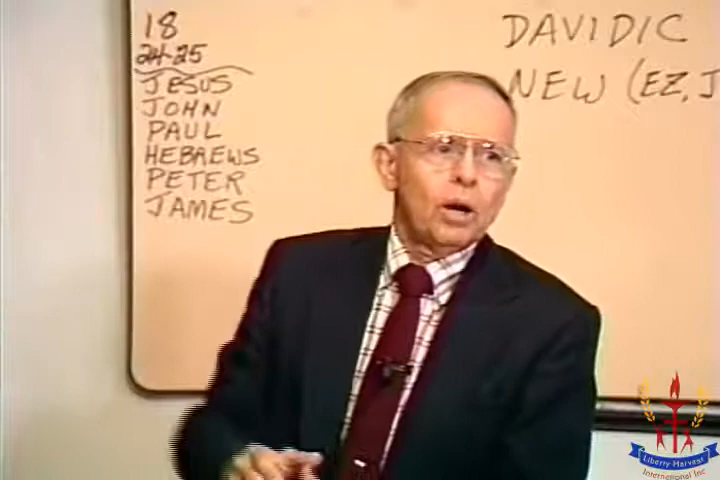 18
24-25
JESUS
JOHN
PAUL
HEBREWS
PETER
JAMES
DAVIDIC
NEW (EZ, J
Liberty Harvest
International Inc